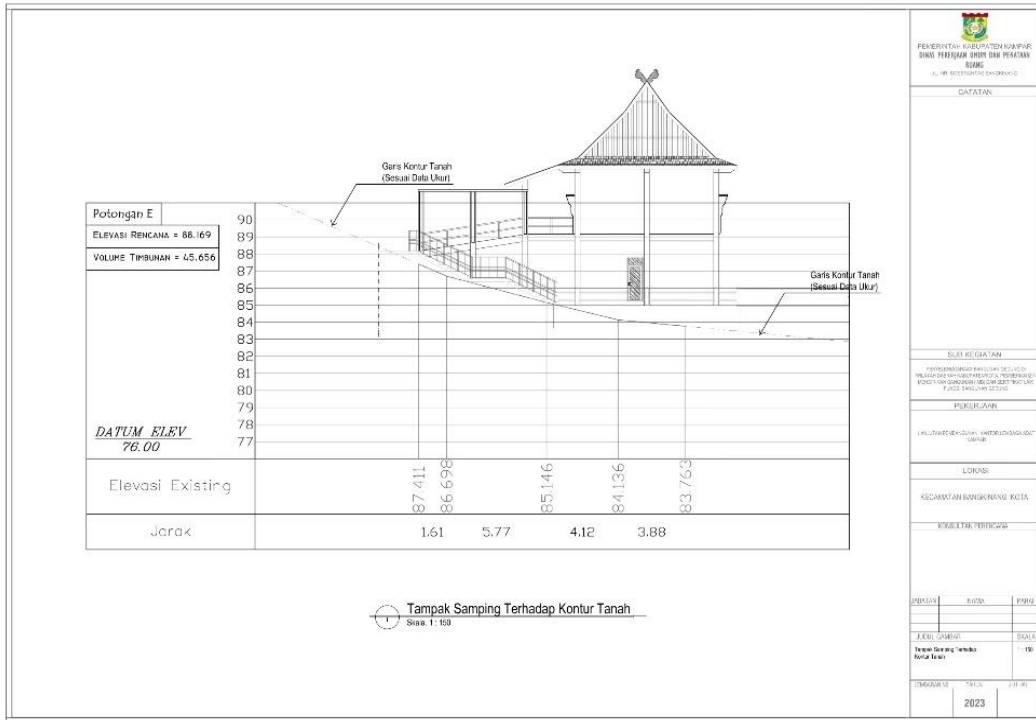 Garis Kontur Tanah
(Sesuai Data Ukur)
Potongan E
ELEVASI RENCANA = 88.169
VOLUME TIMBUNAN = 45.656
90
89
88
87
86
85
84
83
82
81
80
79
78
77
Garis Kontur Tanah
(Sesuai Data Ukur)
DATUM ELEV
76.00
Elevasi Existing
87.411
86.698
85.146
84.136
83.763
Jarak
1.61 5.77 4.12 3.88
1
Tampak Samping Terhadap Kontur Tanah
Skala. 1 : 150
PEMERINTAH KABUPATEN KAMPAR
DINAS PEKERJAAN UMUM DAN PENATAAN
RUANG
CATATAN
SUB KEGIATAN
PEKERJAAN
LOKASI
KECAMATAN BANGKINANG KOTA
KONSULTAN PERENCANA
JABATAN NAMA PARAF
JUDUL GAMBAR SKALA
Tampak Samping Terhadap
Kontur Tanah
1 : 150
TAHUN
2023